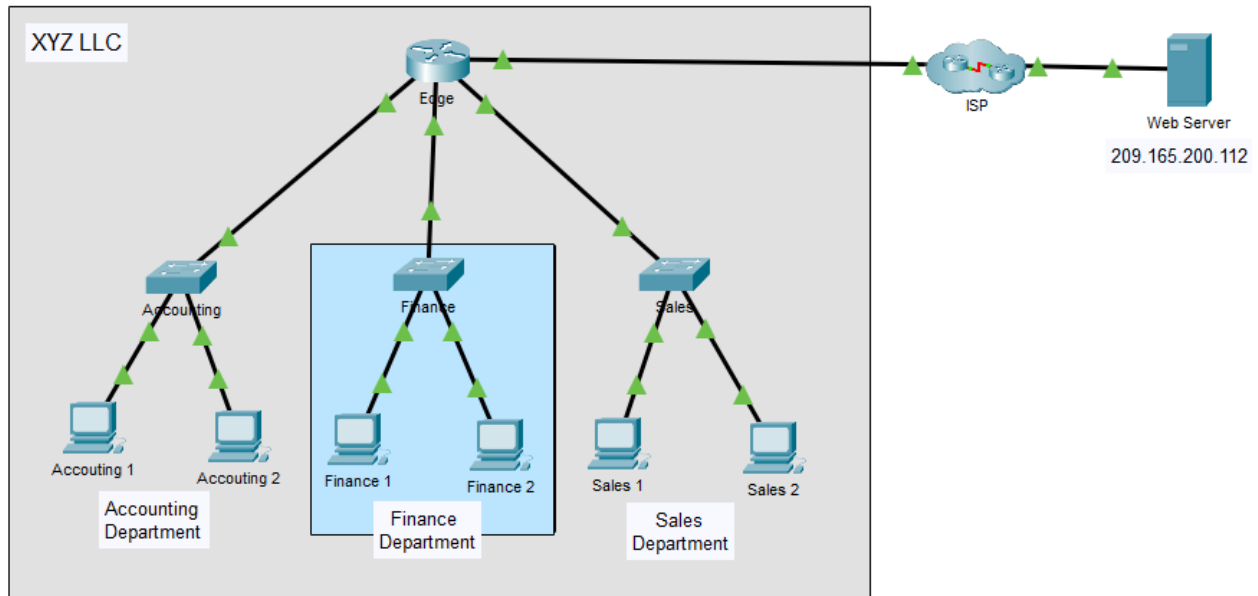 XYZ LLC
Edge
ISP
Web Server
209.165.200.112
Accounting
Finance
Sales
Accouting 1
Accouting 2
Finance 1
Finance 2
Sales 1
Sales 2
Accounting
Department
Finance
Department
Sales
Department